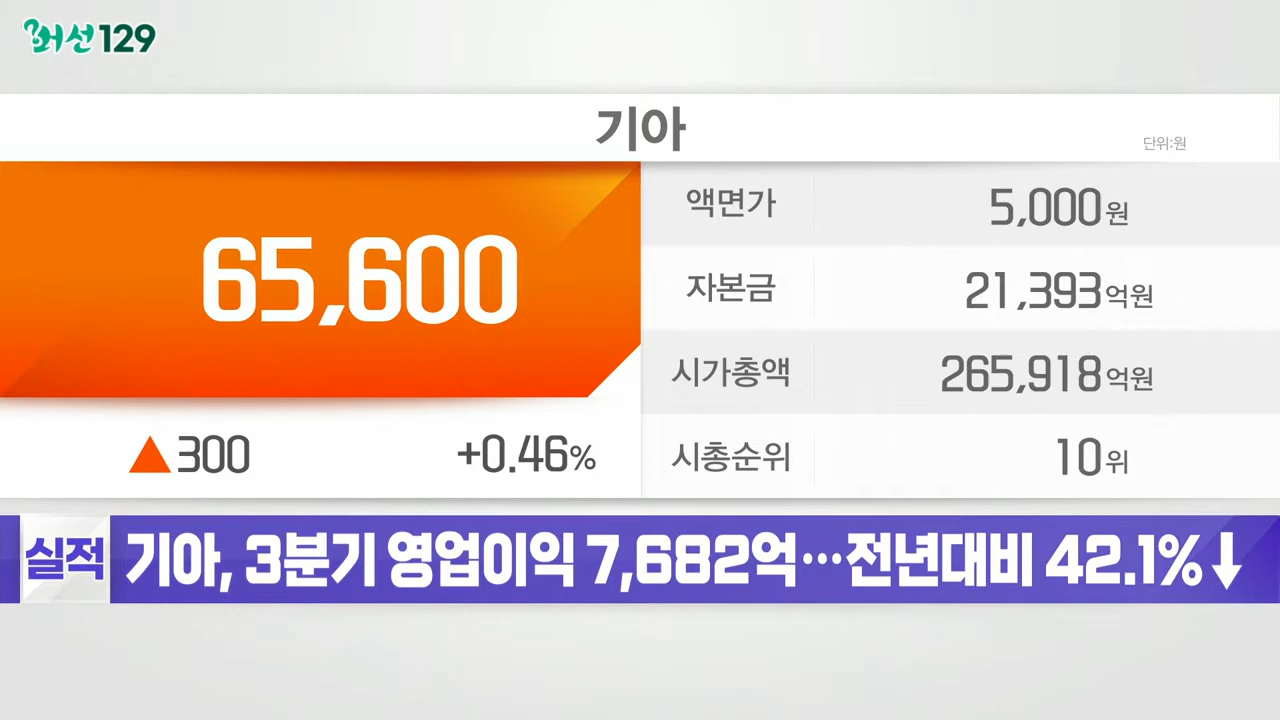 머선129
기아
단위:원
65,600
▲300 +0.46%
액면가 5,000원
자본금 21,393억원
시가총액 265,918억원
시총순위 10위
실적 기아, 3분기 영업이익 7,682억…전년대비 42.1%↓